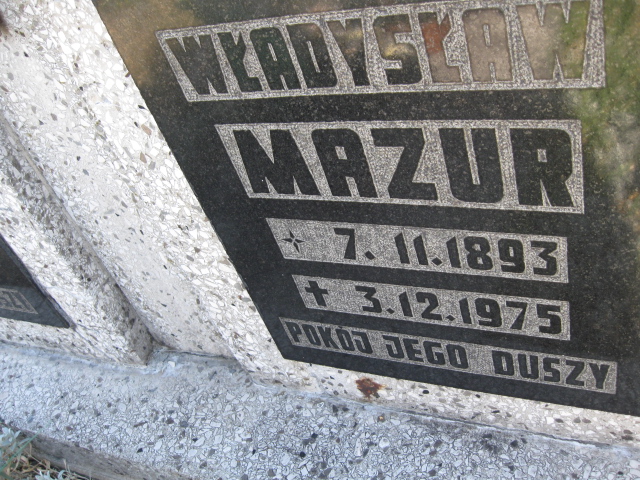 WŁADYSŁAW
MAZUR
7. 11. 1893
✝ 3.12.1975
POKÓJ JEGO DUSZY